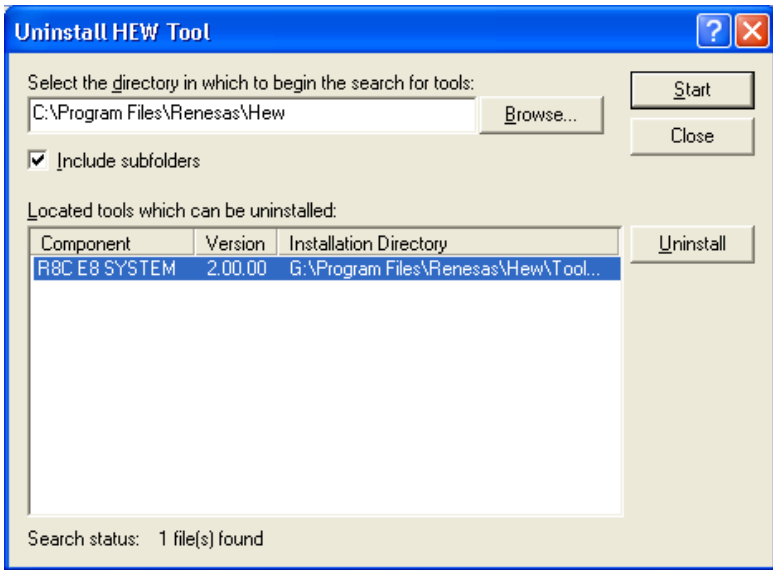 Uninstall HEW Tool
Select the directory in which to begin the search for tools:
C:\Program Files\Renesas\Hew
Browse...
Start
Close
Include subfolders
Located tools which can be uninstalled:
Component Version Installation Directory
R8C E8 SYSTEM 2.00.00 G:\Program Files\Renesas\Hew\Tool...
Uninstall
Search status: 1 file(s) found